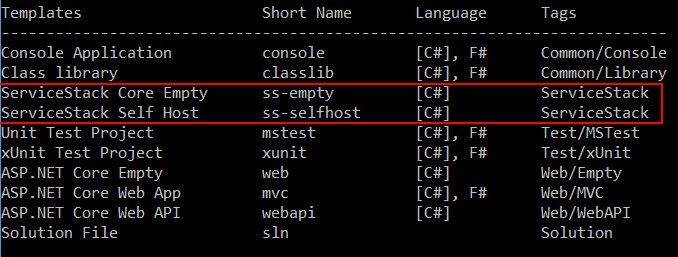 Templates Short Name Language Tags
--------------------------------------------------------------------
Console Application console [C#], F# Common/Console
Class library classlib [C#], F# Common/Library
ServiceStack Core Empty ss-empty [C#] ServiceStack
ServiceStack Self Host ss-selfhost [C#] ServiceStack
Unit Test Project mstest [C#], F# Test/MSTest
xUnit Test Project xunit [C#], F# Test/xUnit
ASP.NET Core Empty web [C#] Web/Empty
ASP.NET Core Web App mvc [C#], F# Web/MVC
ASP.NET Core Web API webapi [C#] Web/WebAPI
Solution File sln Solution